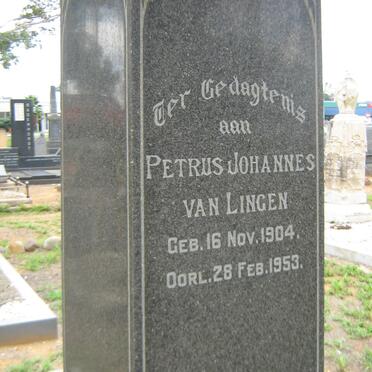 Ter Gedagtenis
aan
PETRUS JOHANNES
VAN LINGEN
GEB. 16 NOV. 1904.
OORL. 28 FEB. 1953.